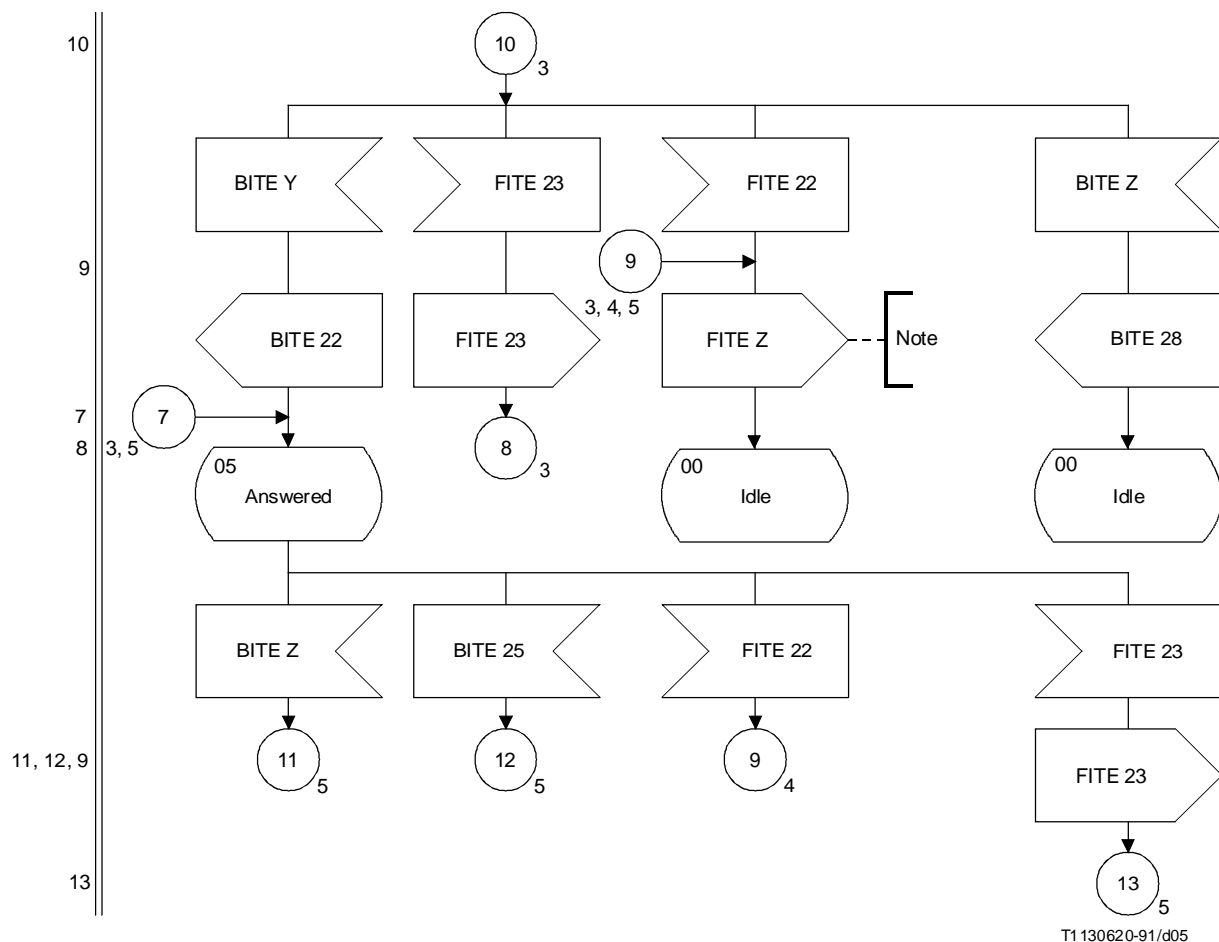 10
10
3
BITE Y
FITE 23
FITE 22
BITE Z
9
9
3, 4, 5
BITE 22
FITE 23
FITE Z
Note
BITE 28
7
7
8
3, 5
8
3
05
Answered
00
Idle
00
Idle
BITE Z
BITE 25
FITE 22
FITE 23
11, 12, 9
11
5
12
5
9
4
FITE 23
13
13
5
T1130620-91/d05